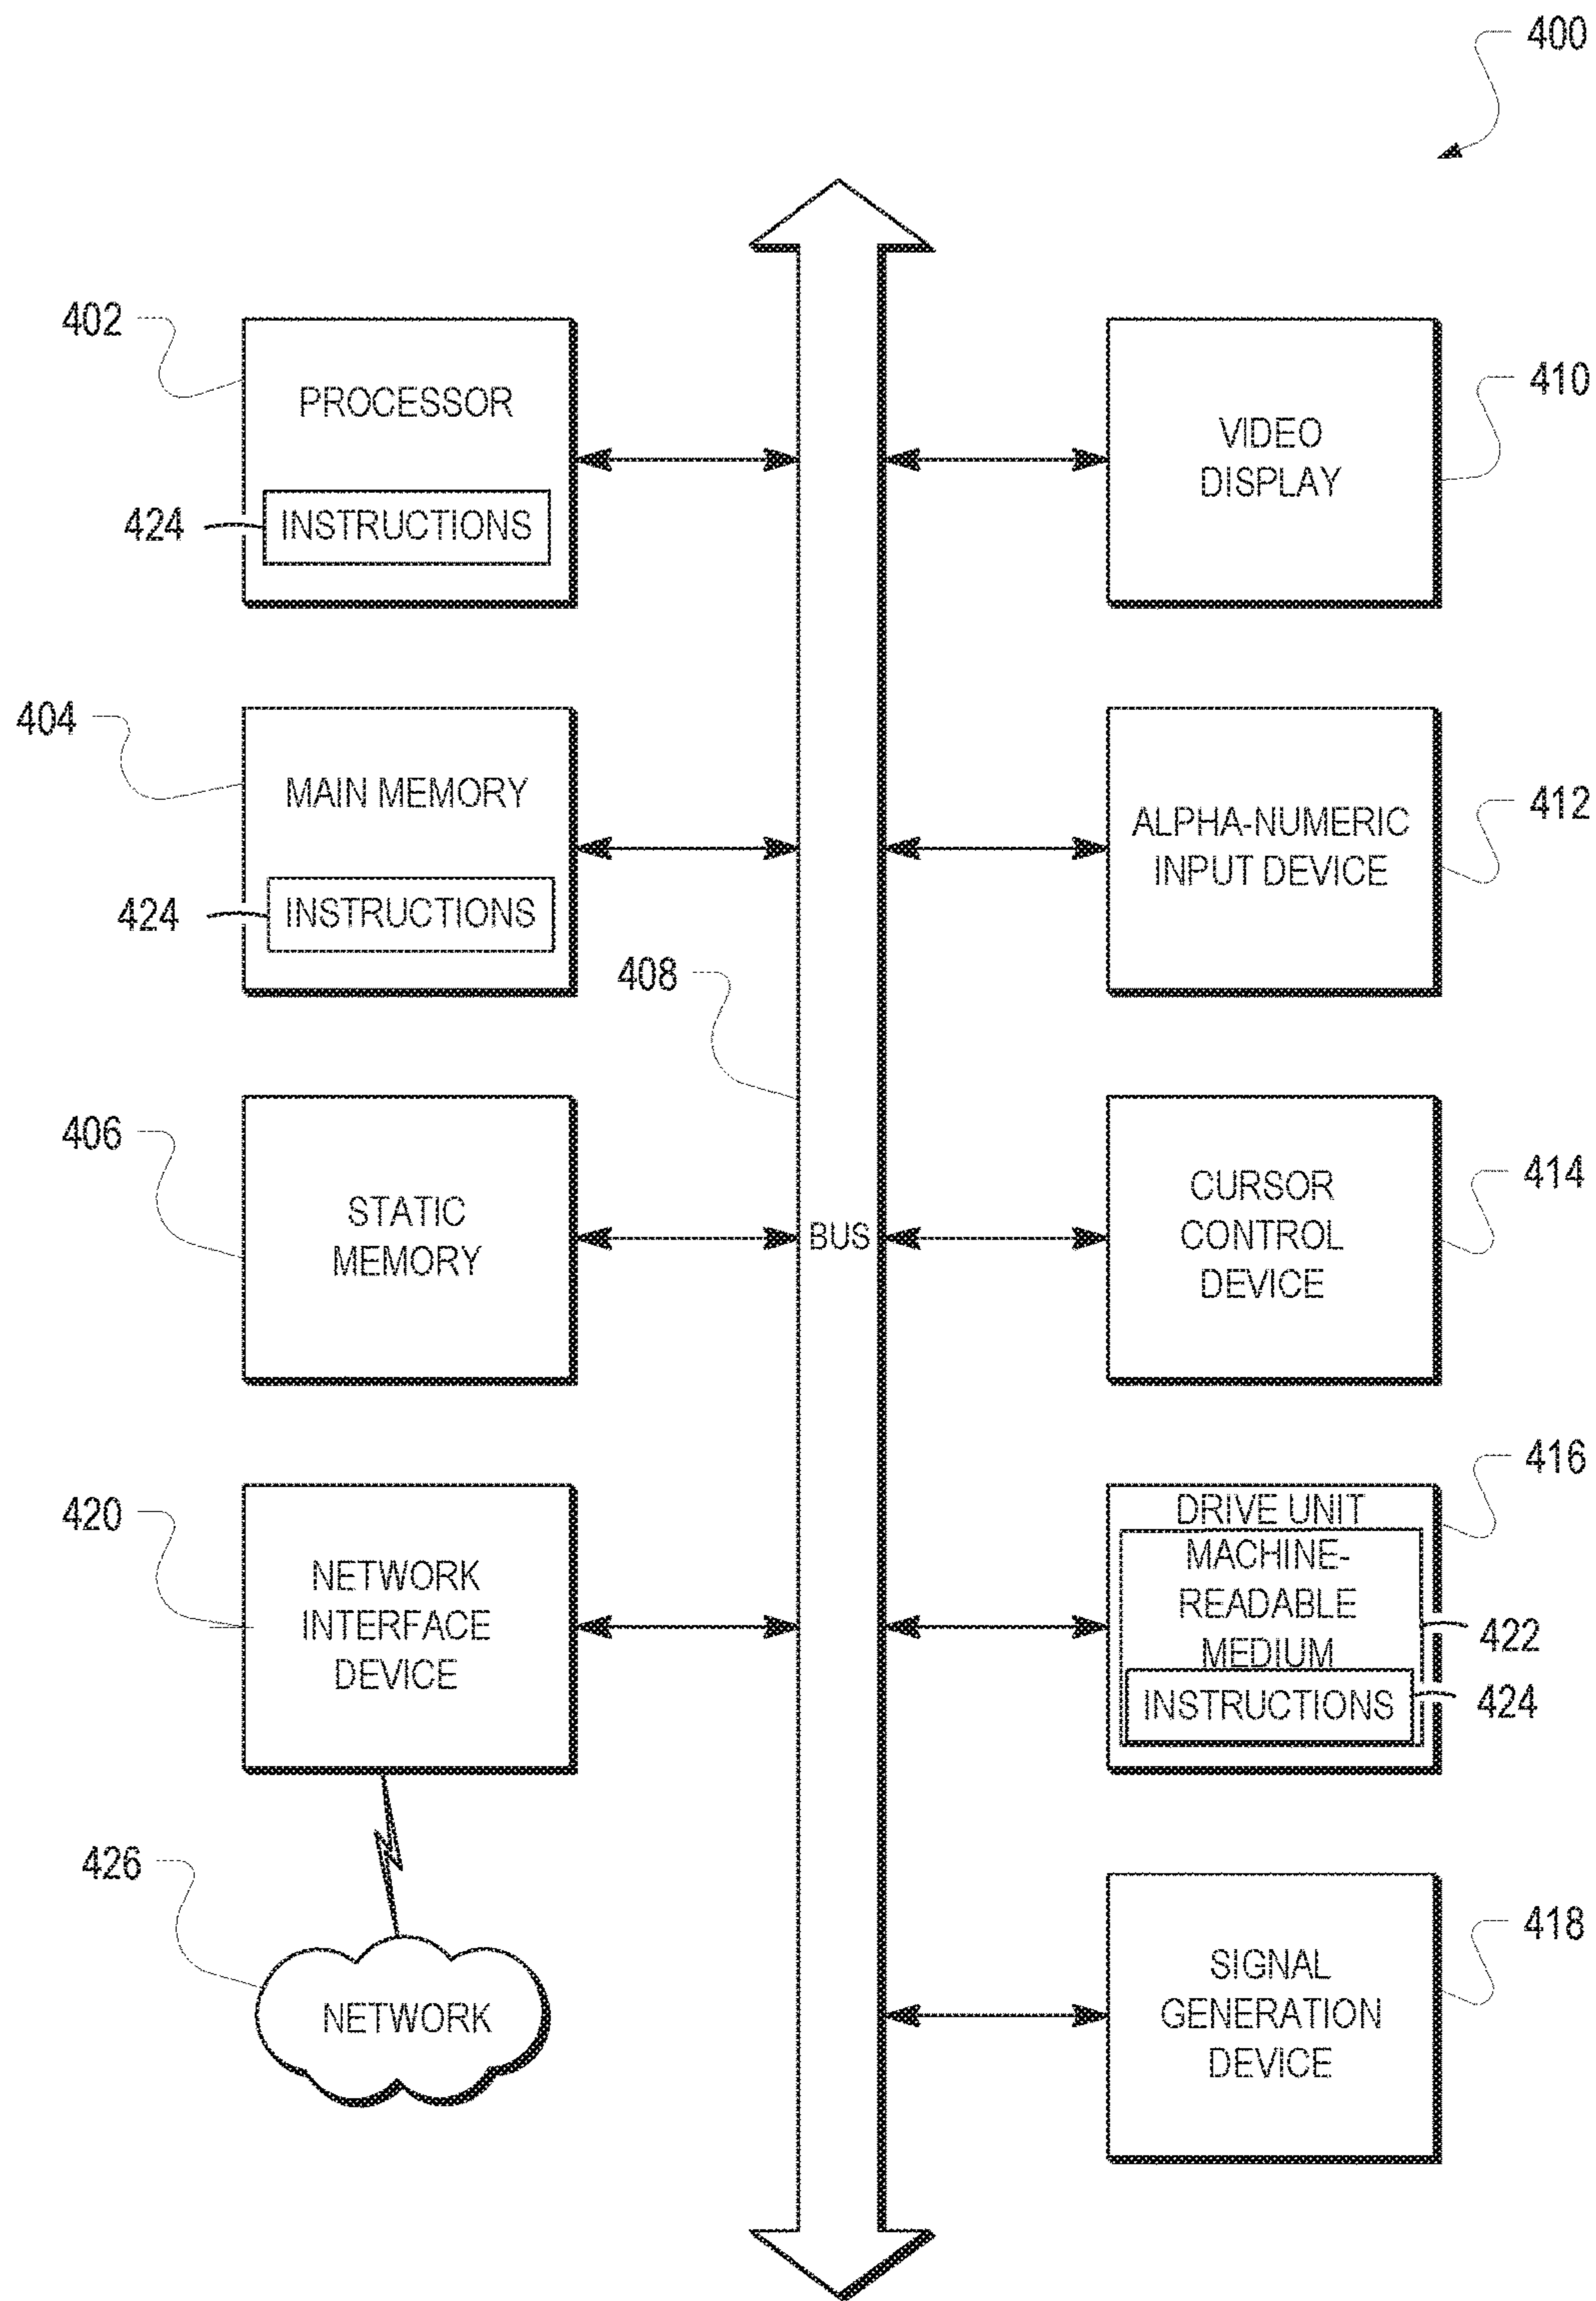 400
402
PROCESSOR
424
INSTRUCTIONS
410
VIDEO
DISPLAY
404
MAIN MEMORY
424
INSTRUCTIONS
412
ALPHA-NUMERIC
INPUT DEVICE
408
BUS
406
STATIC
MEMORY
414
CURSOR
CONTROL
DEVICE
420
NETWORK
INTERFACE
DEVICE
416
DRIVE UNIT
MACHINE-
READABLE
MEDIUM
422
INSTRUCTIONS
424
426
NETWORK
418
SIGNAL
GENERATION
DEVICE